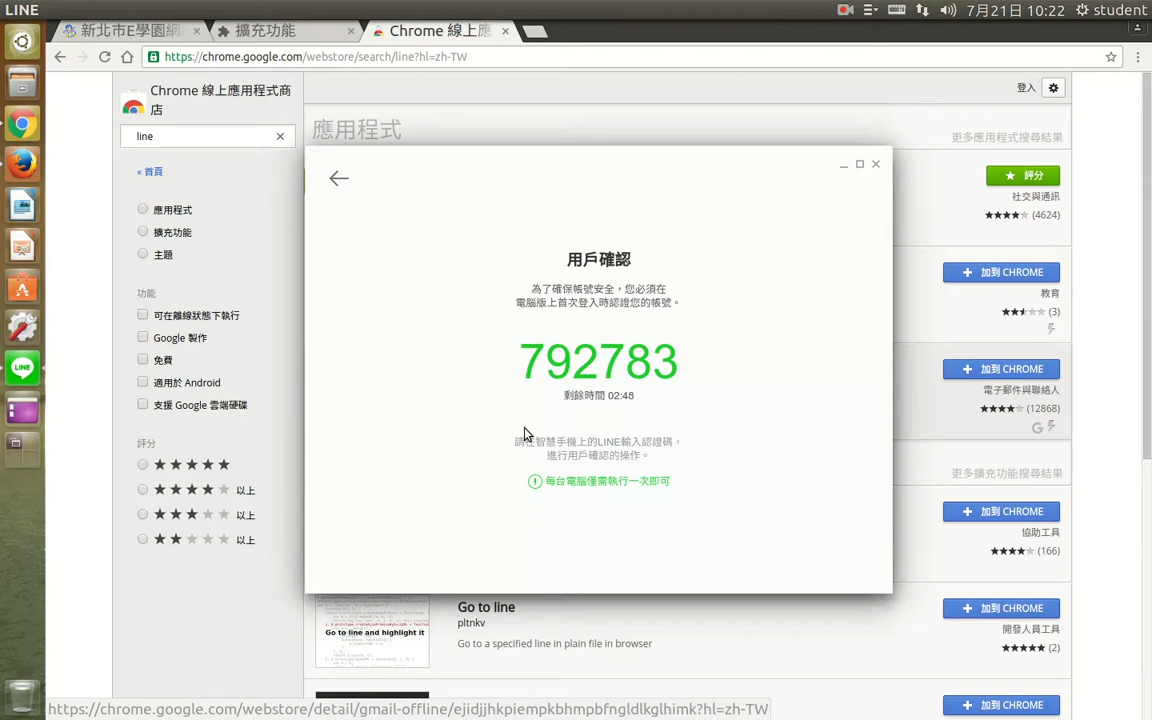 LINE
7月21日 10:22
student
新北市E學園網
擴充功能
Chrome 線上應
https://chrome.google.com/webstore/search/line?hl=zh-TW
Chrome 線上應用程式商
店
line
« 首頁
應用程式
擴充功能
主題
功能
可在離線狀態下執行
Google 製作
免費
適用於 Android
支援 Google 雲端硬碟
評分
以上
以上
以上
登入
應用程式
更多應用程式搜尋結果
評分
社交與通訊
(4624)
加到 CHROME
教育
(3)
加到 CHROME
電子郵件與聯絡人
(12868)
更多擴充功能搜尋結果
加到 CHROME
協助工具
(166)
用戶確認
為了確保帳號安全，您必須在
電腦版上首次登入時認證您的帳號。
792783
剩餘時間 02:48
請在智慧手機上的LINE輸入認證碼，
進行用戶確認的操作。
每台電腦僅需執行一次即可
Go to line and highlight it
Go to line
pltnkv
Go to a specified line in plain file in browser
加到 CHROME
開發人員工具
(2)
加到 CHROME
https://chrome.google.com/webstore/detail/gmail-offline/ejidjjhkpiempkbhmpbfngldlkglhimk?hl=zh-TW